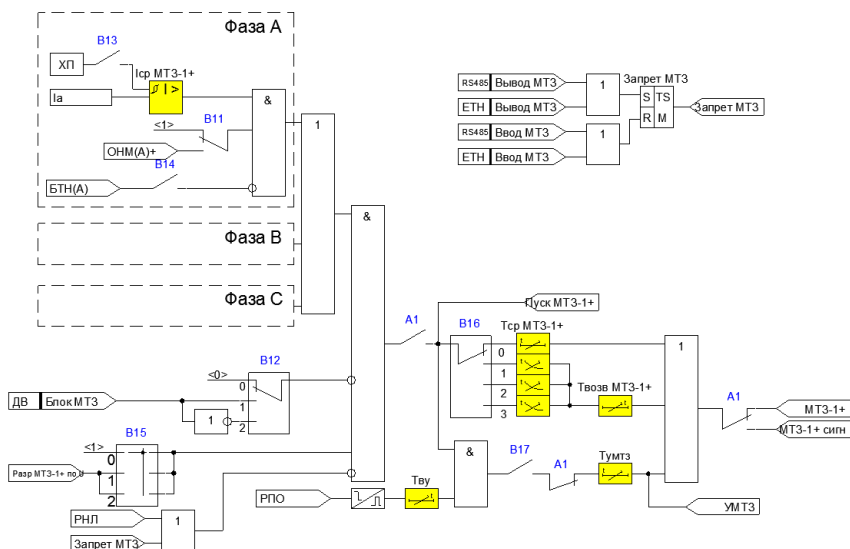 Фаза А
В13
ХП
Iср МТЗ-1+
I >
Ia
&
В11
<1>
ОНМ(А)+
В14
БТН(А)
1
Фаза В
Фаза С
RS485 Вывод МТЗ
ETH Вывод МТЗ
RS485 Ввод МТЗ
ETH Ввод МТЗ
1
1
Запрет МТЗ
S TS
R M
Запрет МТЗ
&
А1
Пуск МТЗ-1+
В16
Тср МТЗ-1+
0
1
2
3
Твозв МТЗ-1+
1
А1
МТЗ-1+
МТЗ-1+ сигн
В12
<0>
0
1
2
ДВ Блок МТЗ
1
В15
<1>
0
1
2
Разр МТЗ-1+ по U
РНЛ
Запрет МТЗ
1
РПО
Тву
&
В17
А1
Тумтз
УМТЗ